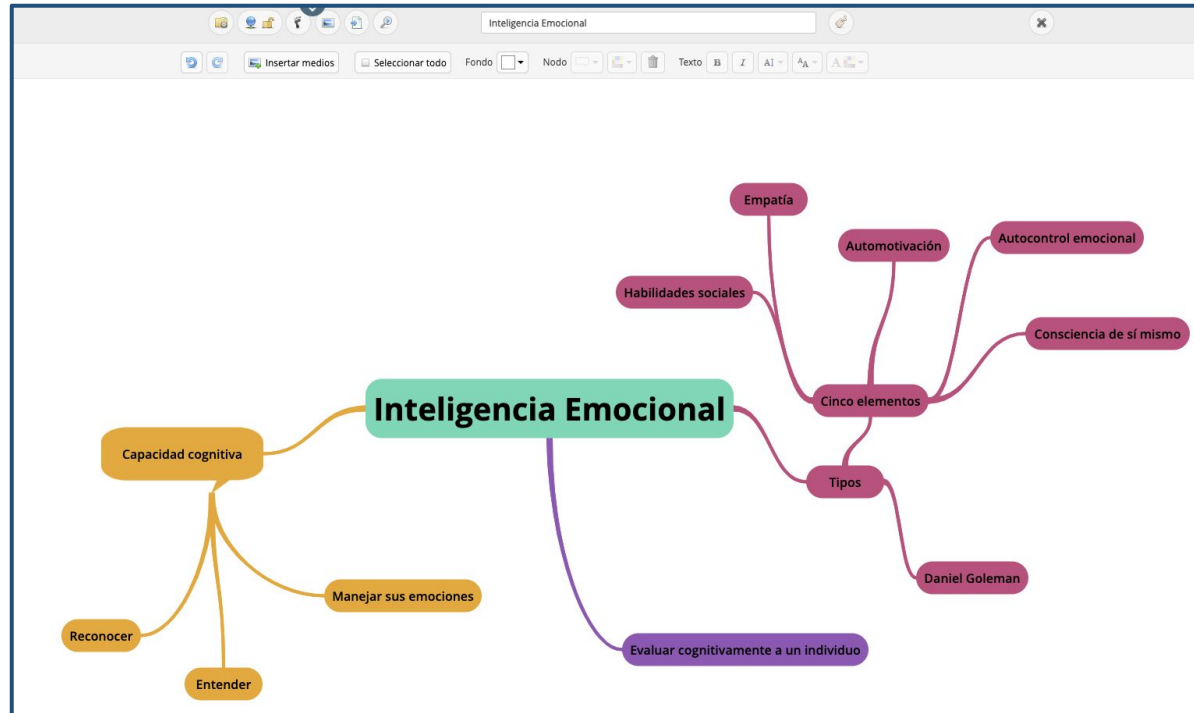 Inteligencia Emocional
Insertar medios
Seleccionar todo
Fondo
Nodo
Texto
B
I
AI
AA
A
Empatía
Automotivación
Autocontrol emocional
Habilidades sociales
Consciencia de sí mismo
Cinco elementos
Inteligencia Emocional
Capacidad cognitiva
Tipos
Daniel Goleman
Manejar sus emociones
Reconocer
Evaluar cognitivamente a un individuo
Entender